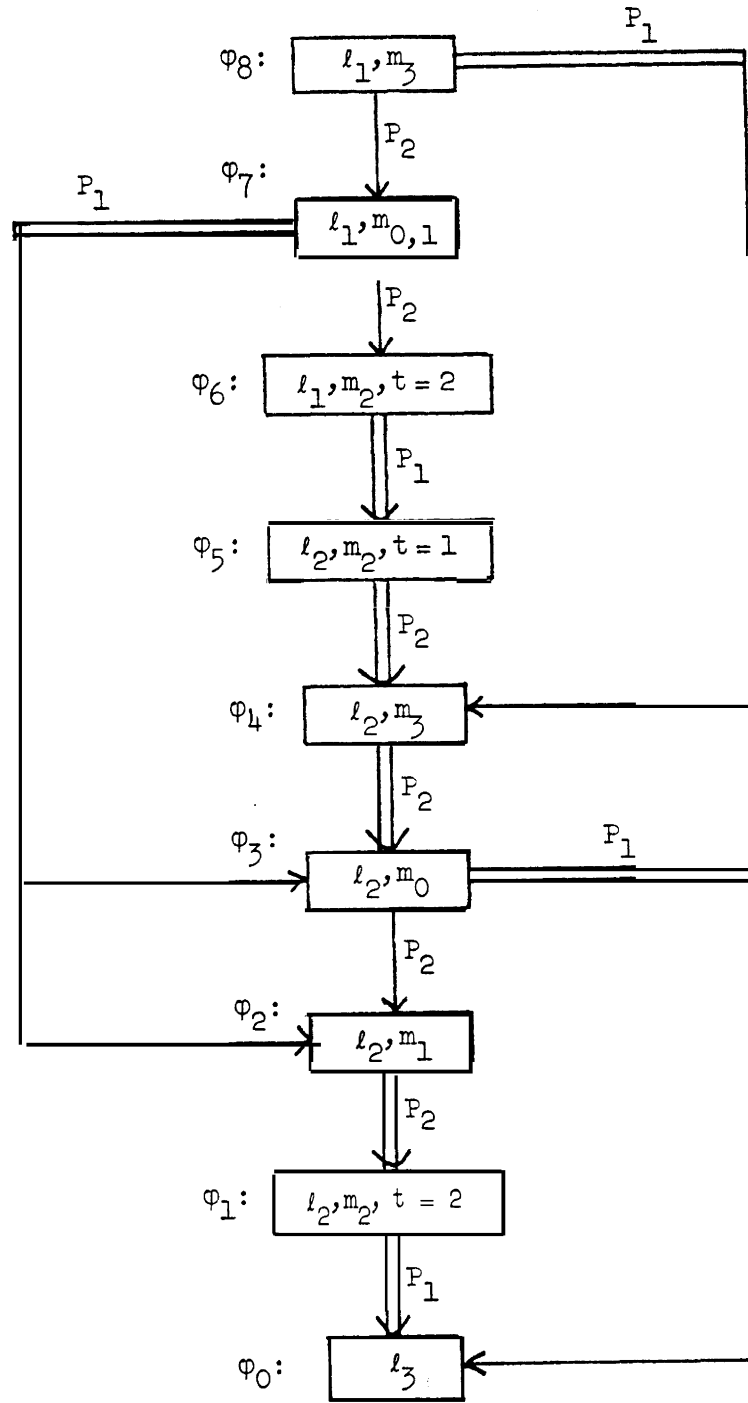 P₁
φ₈: ℓ₁,m₃
P₂
φ₇:
P₁
ℓ₁,m₀,₁
P₂
φ₆: ℓ₁,m₂,t=2
P₁
φ₅: ℓ₂,m₂,t=1
P₂
φ₄: ℓ₂,m₃
P₂
φ₃: P₁
ℓ₂,m₀
P₂
φ₂:
ℓ₂,m₁
P₂
φ₁: ℓ₂,m₂,t = 2
P₁
φ₀: ℓ₃